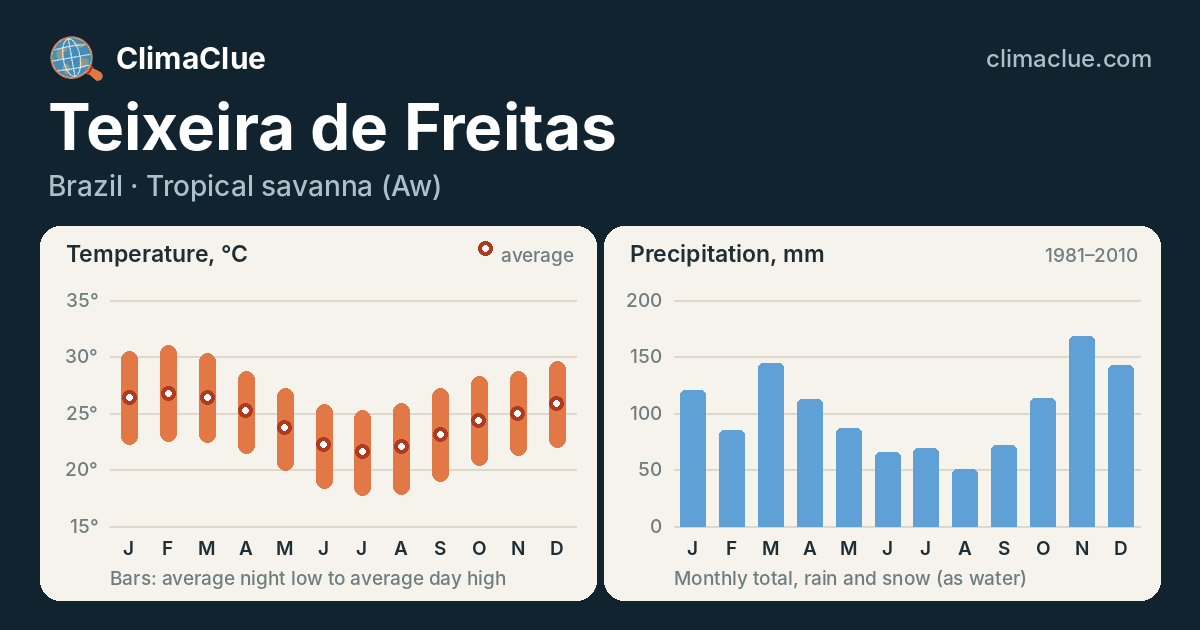 ClimaClue
climaclue.com
Teixeira de Freitas
Brazil · Tropical savanna (Aw)
Temperature, °C
average
35°
30°
25°
20°
15°
J F M A M J J A S O N D
Bars: average night low to average day high
Precipitation, mm
1981–2010
200
150
100
50
0
J F M A M J J A S O N D
Monthly total, rain and snow (as water)